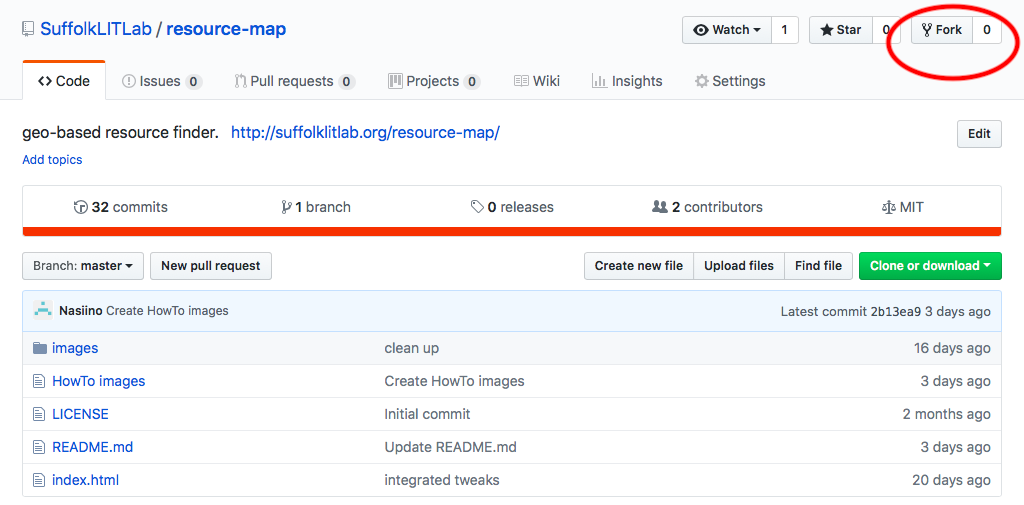 SuffolkLITLab / resource-map Watch 1 Star 0 Fork 0
Code Issues 0 Pull requests 0 Projects 0 Wiki Insights Settings
geo-based resource finder. http://suffolklitlab.org/resource-map/ Edit
Add topics
32 commits 1 branch 0 releases 2 contributors MIT
Branch: master New pull request Create new file Upload files Find file Clone or download
Nasiino Create HowTo images Latest commit 2b13ea9 3 days ago
images clean up 16 days ago
HowTo images Create HowTo images 3 days ago
LICENSE Initial commit 2 months ago
README.md Update README.md 3 days ago
index.html integrated tweaks 20 days ago